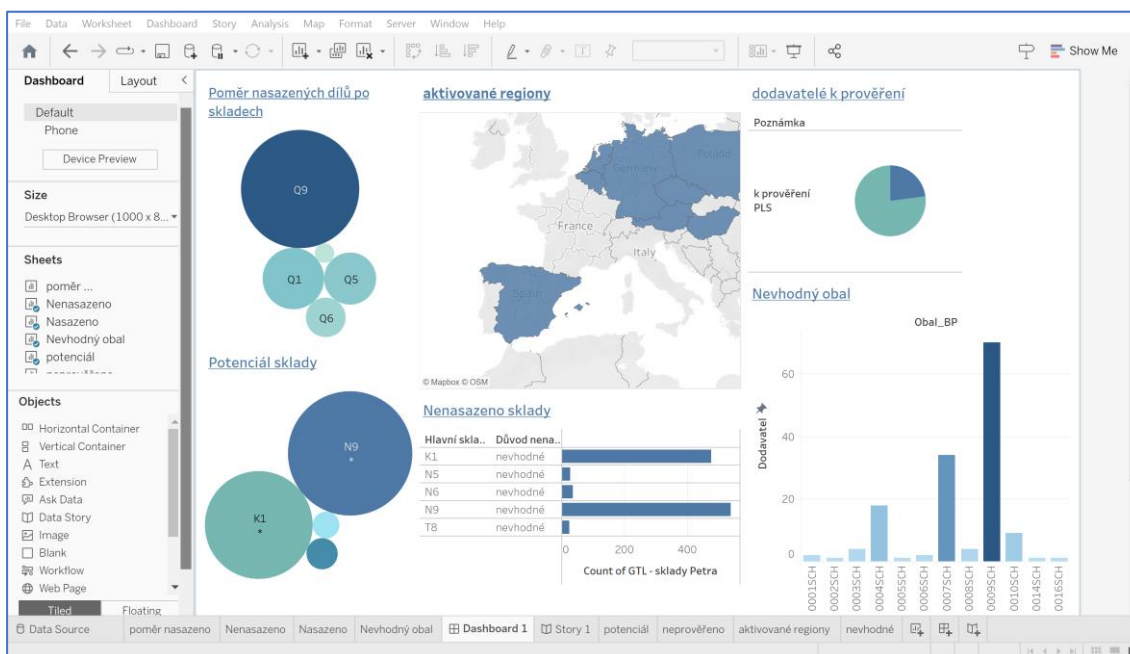 File Data Worksheet Dashboard Story Analysis Map Format Server Window Help
Show Me
Dashboard Layout
Default
Phone
Device Preview
Size
Desktop Browser (1000 x 8...
Sheets
poměr ...
Nenasazeno
Nasazeno
Nevhodný obal
potenciál
Objects
Horizontal Container
Vertical Container
Text
Extension
Ask Data
Data Story
Image
Blank
Workflow
Web Page
Tiled Floating
Poměr nasazených dílů po
skladech
Q9
Q1
Q5
Q6
Potenciál sklady
N9
*
K1
*
aktivované regiony
Poland
Germany
France
Italy
Spain
© Mapbox © OSM
Nenasazeno sklady
Hlavní skla.. Důvod nena..
K1 nevhodné
N5 nevhodné
N6 nevhodné
N9 nevhodné
T8 nevhodné
0 200 400
Count of GTL - sklady Petra
dodavatelé k prověření
Poznámka
k prověření
PLS
Nevhodný obal
Obal_BP
Dodavatel
60
40
20
0
0001SCH
0002SCH
0003SCH
0004SCH
0005SCH
0006SCH
0007SCH
0008SCH
0009SCH
0010SCH
0014SCH
0016SCH
Data Source poměr nasazeno Nenasazeno Nasazeno Nevhodný obal Dashboard 1 Story 1 potenciál neprověřeno aktivované regiony nevhodné